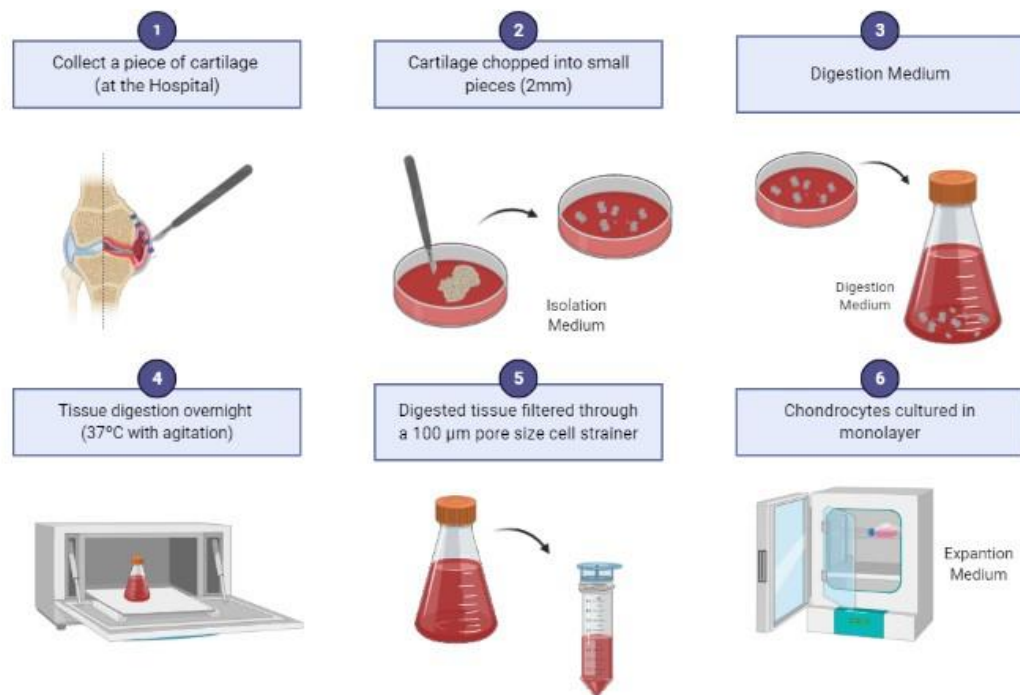 1
Collect a piece of cartilage
(at the Hospital)
2
Cartilage chopped into small
pieces (2mm)
3
Digestion Medium
Isolation
Medium
Digestion
Medium
4
Tissue digestion overnight
(37ºC with agitation)
5
Digested tissue filtered through
a 100 μm pore size cell strainer
6
Chondrocytes cultured in
monolayer
Expantion
Medium